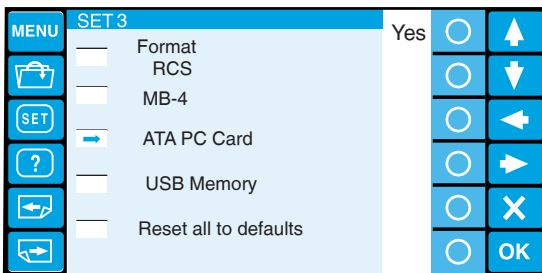 MENU
SET 3
Yes
Format
RCS
MB-4
SET
ATA PC Card
?
USB Memory
Reset all to defaults
OK